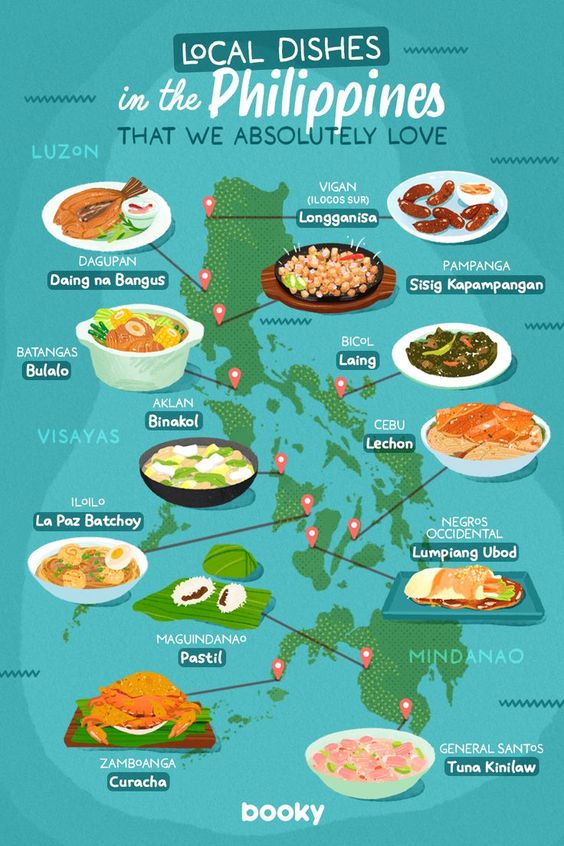 LOCAL DISHES
in the Philippines
THAT WE ABSOLUTELY LOVE
LUZON
VIGAN
(ILOCOS SUR)
Longganisa
DAGUPAN
Daing na Bangus
PAMPANGA
Sisig Kapampangan
BATANGAS
Bulalo
BICOL
Laing
AKLAN
Binakol
CEBU
Lechon
VISAYAS
ILOILO
La Paz Batchoy
NEGROS
OCCIDENTAL
Lumpiang Ubod
MAGUINDANAO
Pastil
MINDANAO
ZAMBOANGA
Curacha
GENERAL SANTOS
Tuna Kinilaw
booky